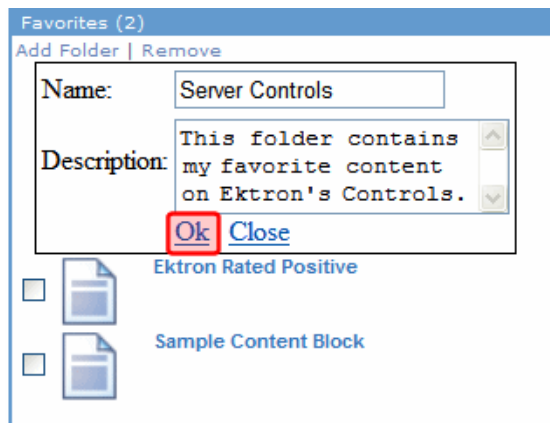 Favorites (2)
Add Folder | Remove
Name: Server Controls
Description: This folder contains
my favorite content
on Ektron's Controls.
Ok Close
Ektron Rated Positive
Sample Content Block